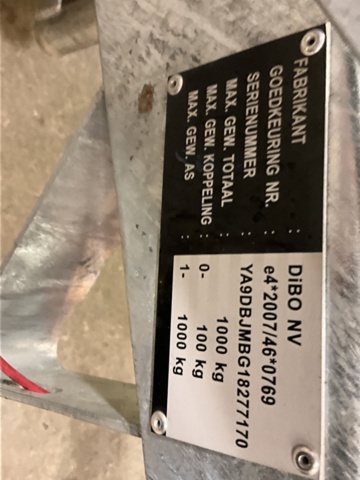 FABRIKANT : DIBO NV
GOEDKEURING NR. : e4*2007/46*0769
SERIENUMMER : YA9DBJMBG18277170
MAX. GEW. TOTAAL : 1000 kg
MAX. GEW. KOPPELING : 0- 100 kg
MAX. GEW. AS : 1- 1000 kg